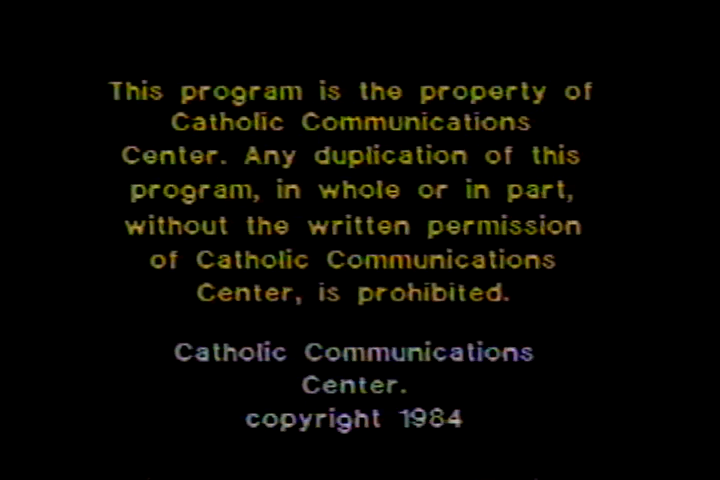 This program is the property of
Catholic Communications
Center. Any duplication of this
program, in whole or in part,
without the written permission
of Catholic Communications
Center, is prohibited.
Catholic Communications
Center.
copyright 1984